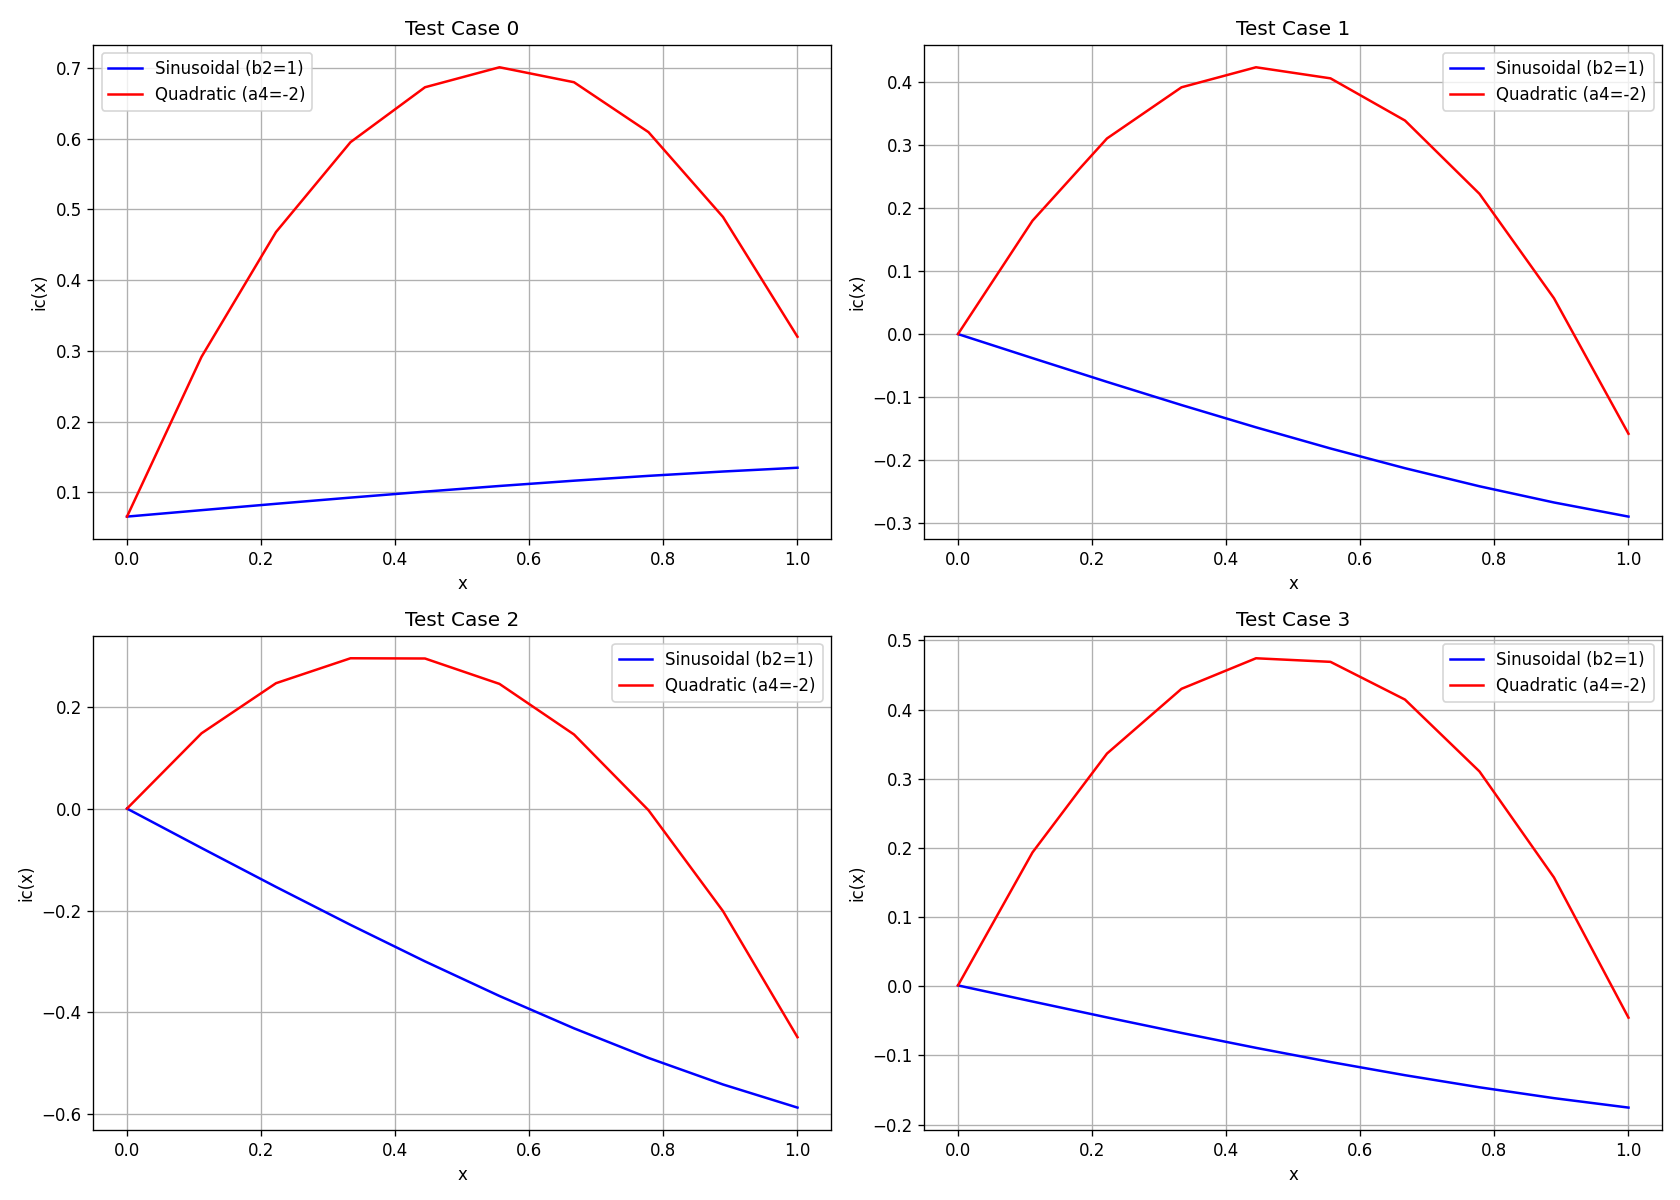 Test Case 0
Sinusoidal (b2=1)
Quadratic (a4=-2)
0.7
0.6
0.5
0.4
0.3
0.2
0.1
ic(x)
0.0 0.2 0.4 0.6 0.8 1.0
x
Test Case 1
Sinusoidal (b2=1)
Quadratic (a4=-2)
0.4
0.3
0.2
0.1
0.0
−0.1
−0.2
−0.3
ic(x)
0.0 0.2 0.4 0.6 0.8 1.0
x
Test Case 2
Sinusoidal (b2=1)
Quadratic (a4=-2)
0.2
0.0
−0.2
−0.4
−0.6
ic(x)
0.0 0.2 0.4 0.6 0.8 1.0
x
Test Case 3
Sinusoidal (b2=1)
Quadratic (a4=-2)
0.5
0.4
0.3
0.2
0.1
0.0
−0.1
−0.2
ic(x)
0.0 0.2 0.4 0.6 0.8 1.0
x